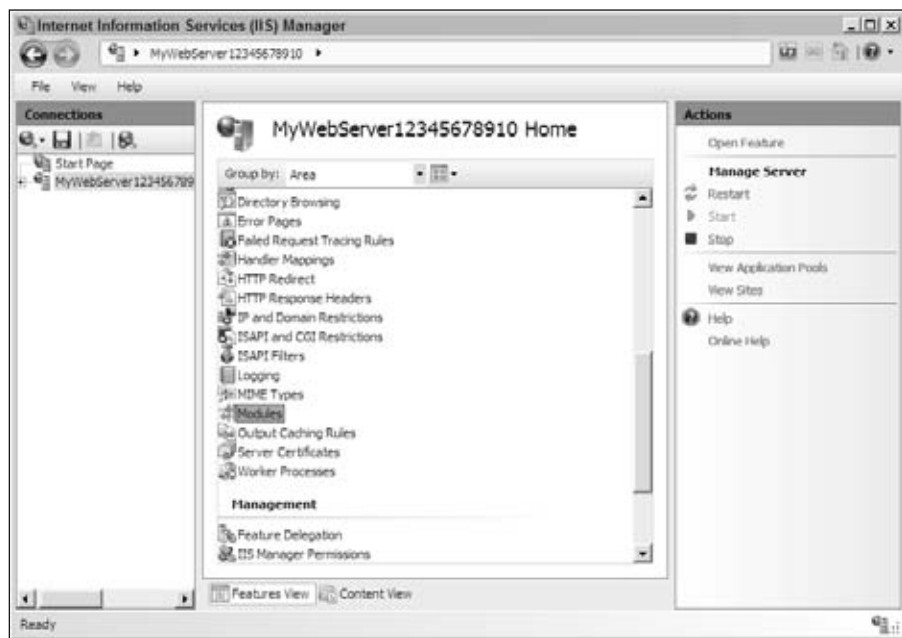 Internet Information Services (IIS) Manager
MyWebServer12345678910
File View Help
Connections
Start Page
MyWebServer123456789
MyWebServer12345678910 Home
Group by: Area
Directory Browsing
Error Pages
Failed Request Tracing Rules
Handler Mappings
HTTP Redirect
HTTP Response Headers
IP and Domain Restrictions
ISAPI and CGI Restrictions
ISAPI Filters
Logging
MIME Types
Modules
Output Caching Rules
Server Certificates
Worker Processes
Management
Feature Delegation
IIS Manager Permissions
Features View Content View
Actions
Open Feature
Manage Server
Restart
Start
Stop
View Application Pools
View Sites
Help
Online Help
Ready